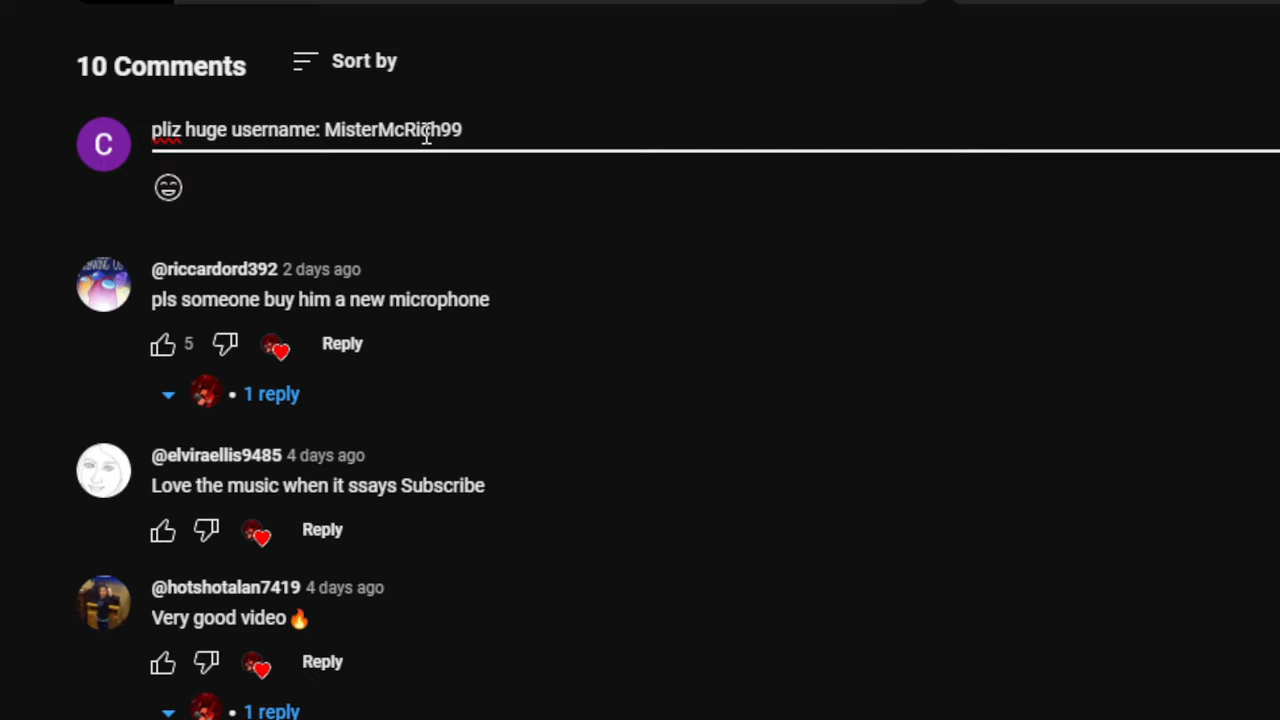 10 Comments
Sort by
C
pliz huge username: MisterMcRich99
@riccardord392 2 days ago
pls someone buy him a new microphone
5
Reply
• 1 reply
@elviraellis9485 4 days ago
Love the music when it ssays Subscribe
Reply
@hotshotalan7419 4 days ago
Very good video🔥
Reply
• 1 reply